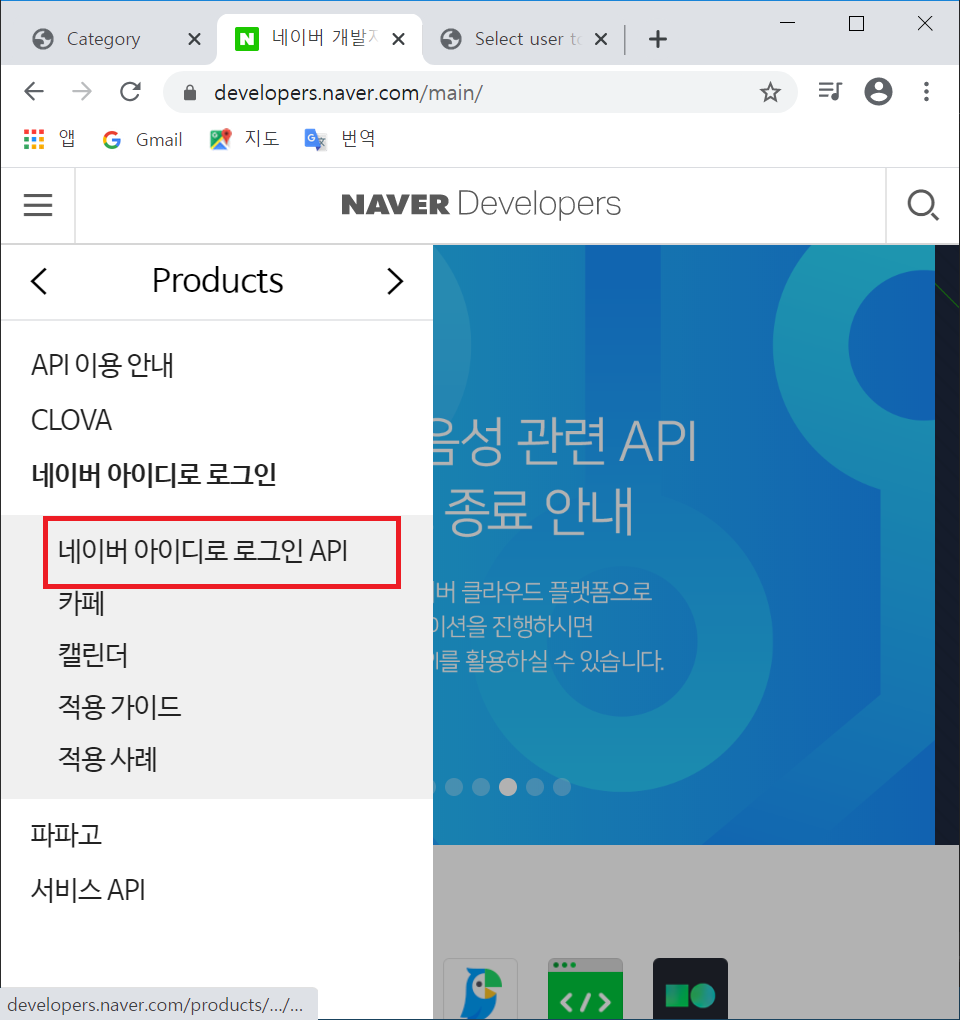 Category
네이버 개발자
Select user to
developers.naver.com/main/
앱
Gmail
지도
번역
NAVER Developers
Products
API 이용 안내
CLOVA
네이버 아이디로 로그인
네이버 아이디로 로그인 API
카페
캘린더
적용 가이드
적용 사례
파파고
서비스 API
음성 관련 API
종료 안내
버 클라우드 플랫폼으로
이션을 진행하시면
를 활용하실 수 있습니다.
developers.naver.com/products/.../...